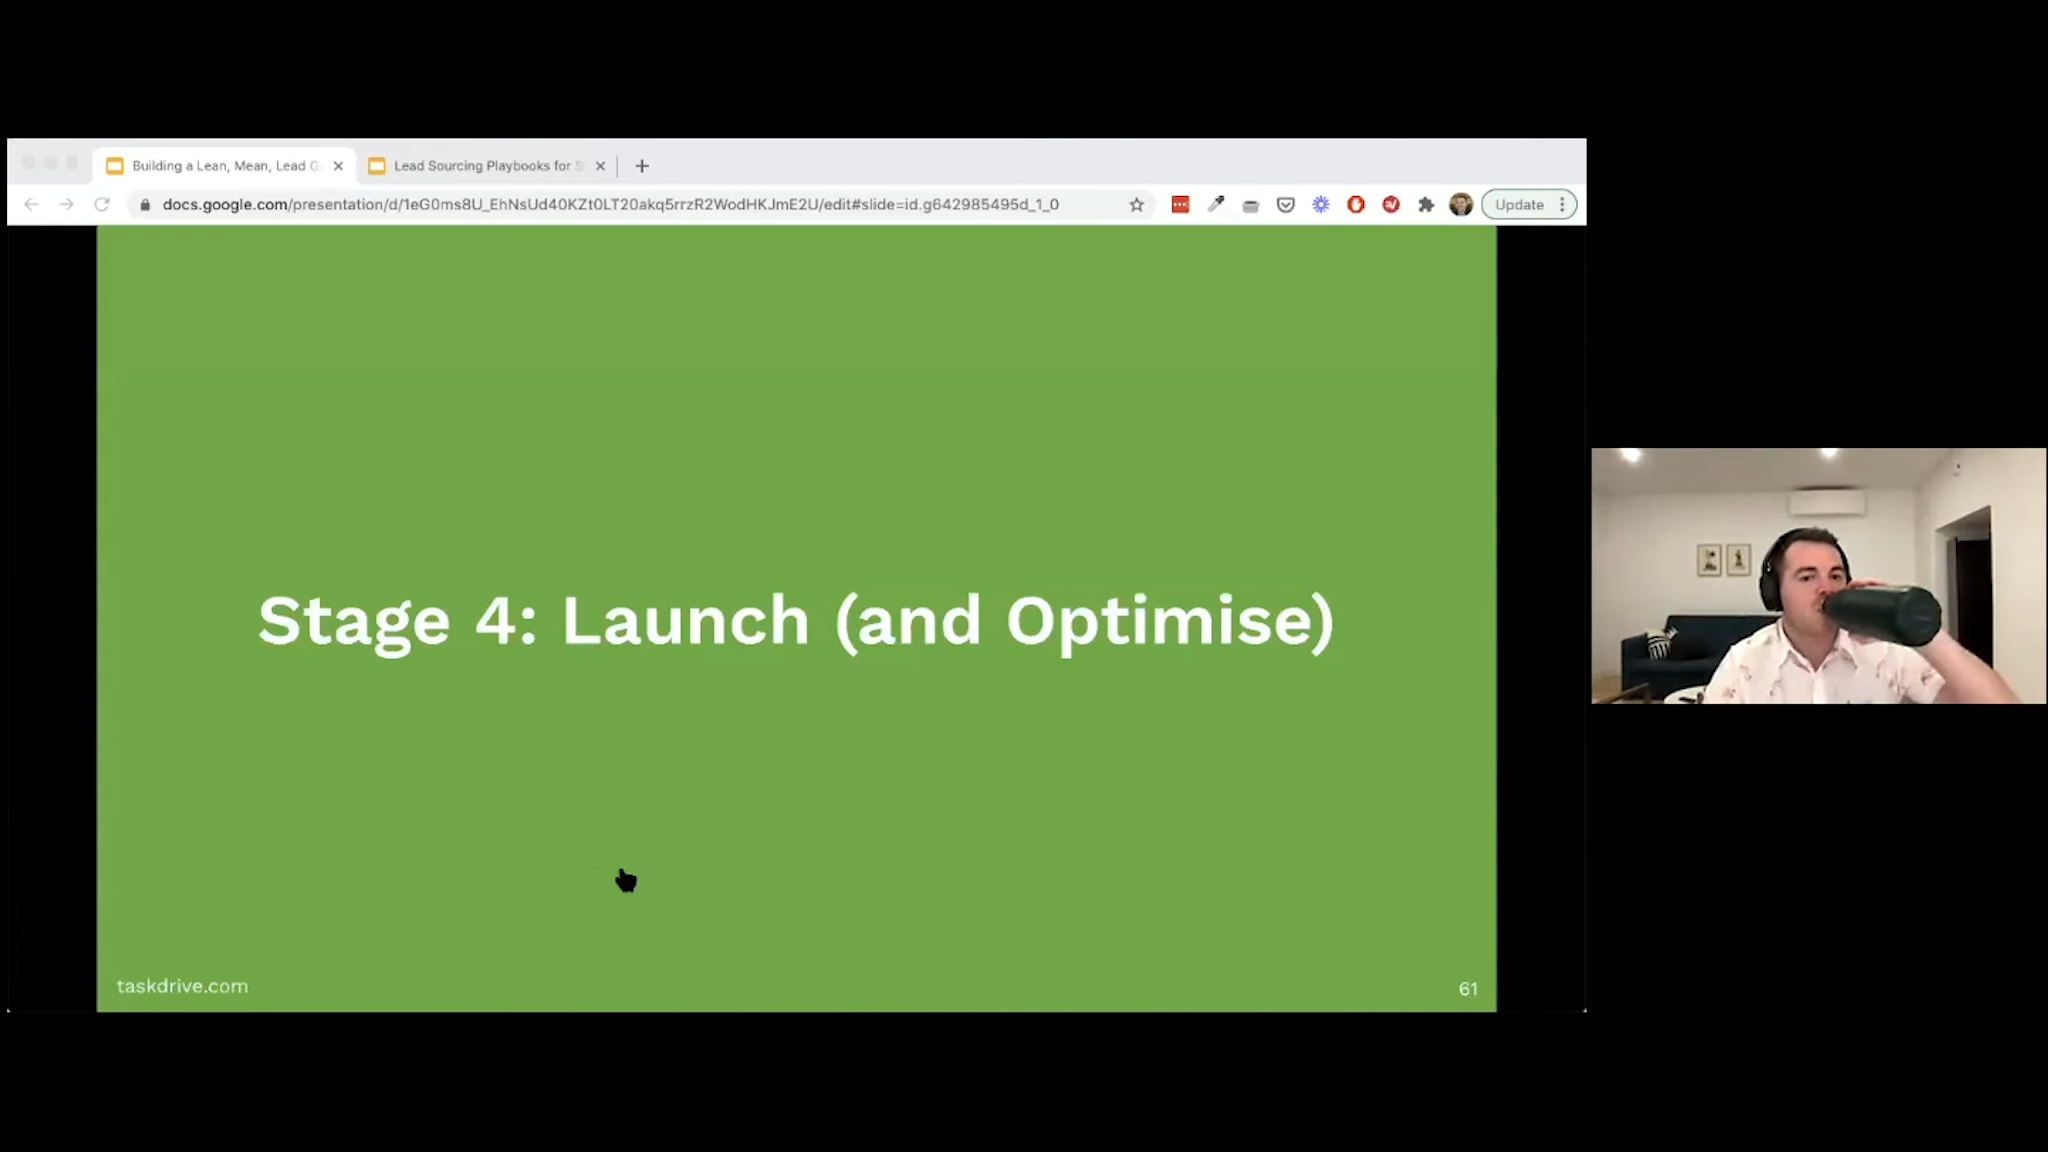 Building a Lean, Mean, Lead G
Lead Sourcing Playbooks for S
docs.google.com/presentation/d/1eG0ms8U_EhNsUd40KZt0LT20akq5rrzR2WodHKJmE2U/edit#slide=id.g642985495d_1_0
Update
Stage 4: Launch (and Optimise)
taskdrive.com
61